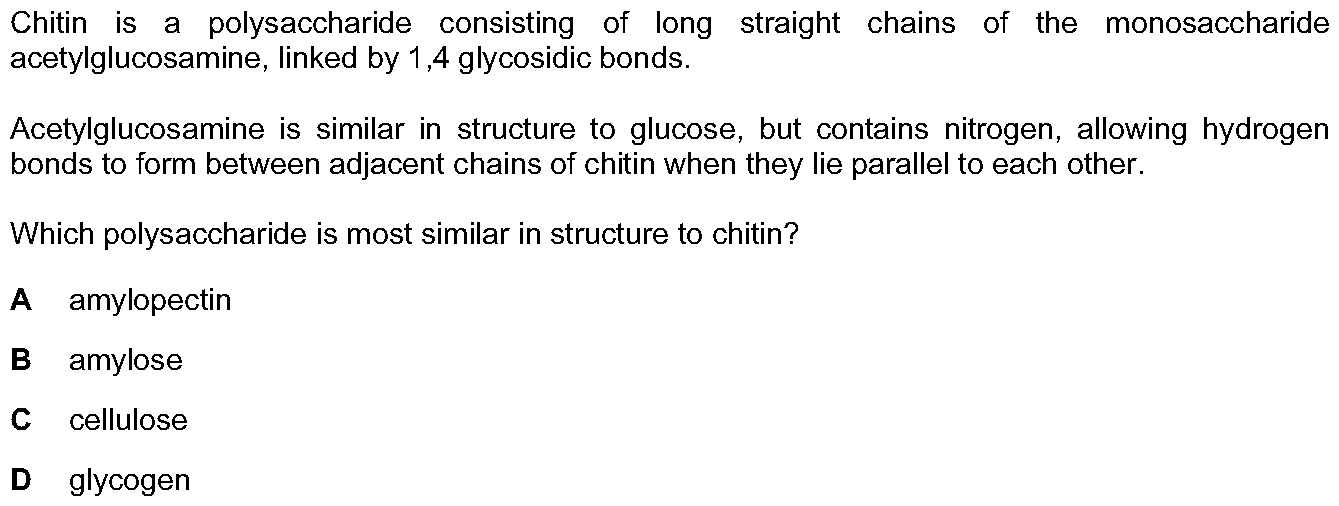 Chitin is a polysaccharide consisting of long straight chains of the monosaccharide
acetylglucosamine, linked by 1,4 glycosidic bonds.
Acetylglucosamine is similar in structure to glucose, but contains nitrogen, allowing hydrogen
bonds to form between adjacent chains of chitin when they lie parallel to each other.
Which polysaccharide is most similar in structure to chitin?
A amylopectin
B amylose
C cellulose
D glycogen